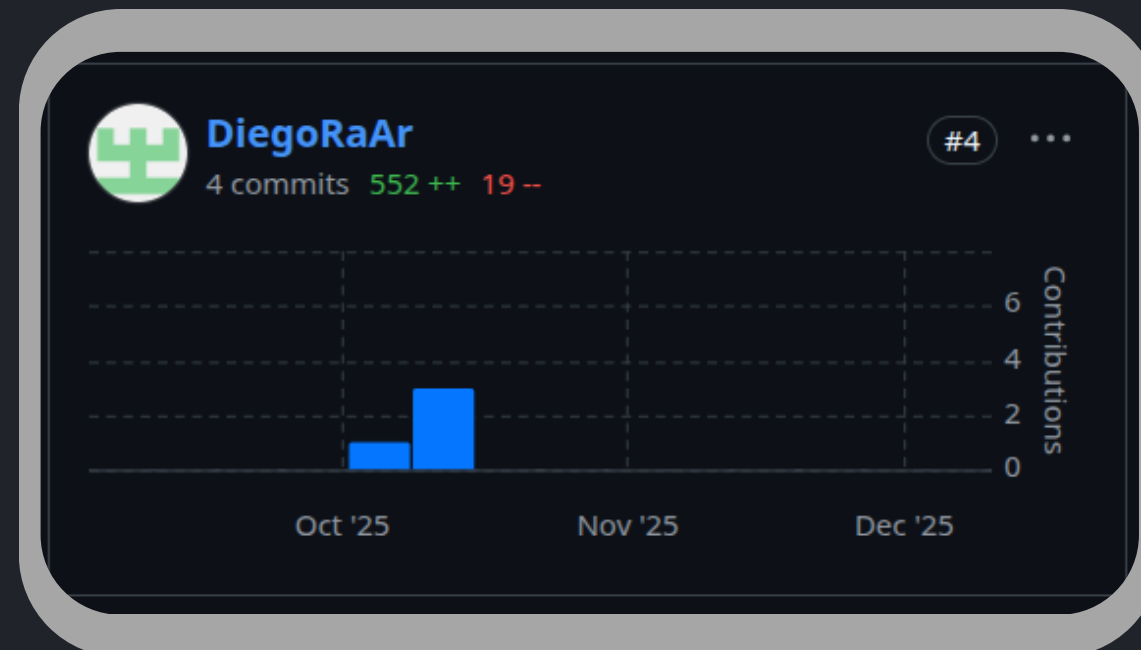 DiegoRaAr
#4
4 commits 552 ++ 19 --
6
4
2
0
Contributions
Oct '25 Nov '25 Dec '25